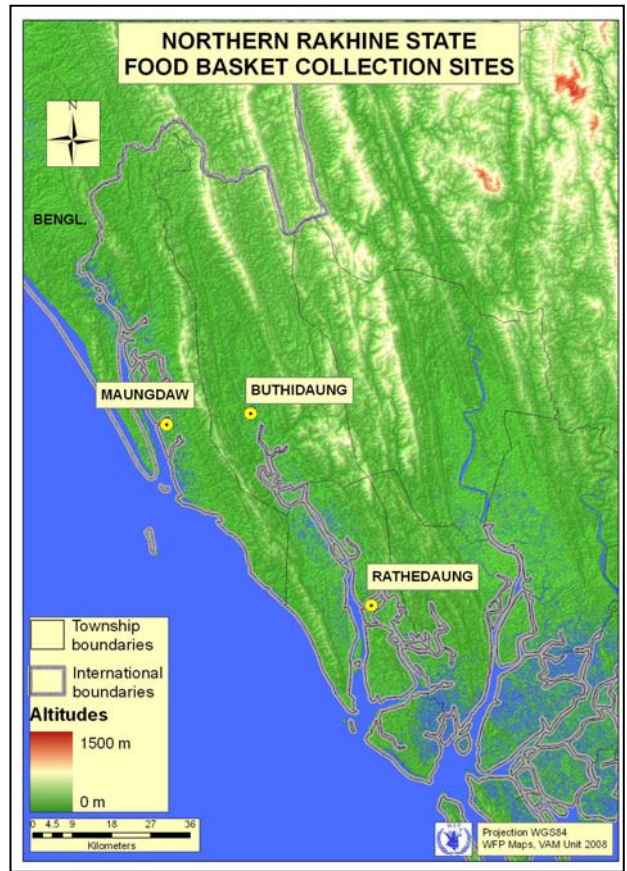 NORTHERN RAKHINE STATE
FOOD BASKET COLLECTION SITES
N
BENGL.
MAUNGDAW
BUTHIDAUNG
RATHEDAUNG
Township
boundaries
International
boundaries
Altitudes
1500 m
0 m
0 4.5 9 18 27 36
Kilometers
WFP
Projection WGS84
WFP Maps, VAM Unit 2008